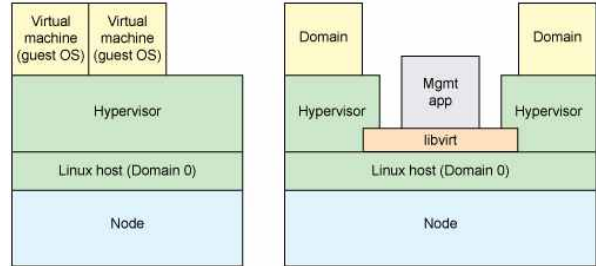 Virtual
machine
(guest OS)
Virtual
machine
(guest OS)
Hypervisor
Linux host (Domain 0)
Node
Domain
Domain
Mgmt
app
Hypervisor
Hypervisor
libvirt
Linux host (Domain 0)
Node